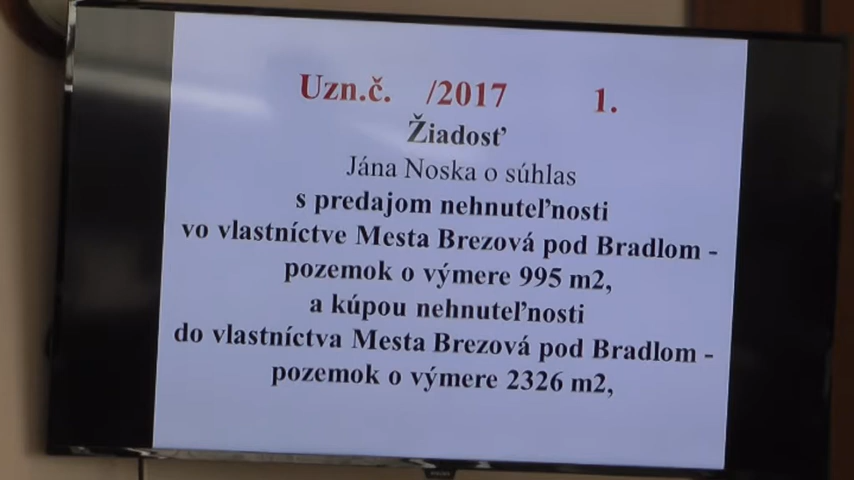 Uzn.č. /2017 1.
Žiadosť
Jána Noska o súhlas
s predajom nehnuteľnosti
vo vlastníctve Mesta Brezová pod Bradlom -
pozemok o výmere 995 m2,
a kúpou nehnuteľnosti
do vlastníctva Mesta Brezová pod Bradlom -
pozemok o výmere 2326 m2,